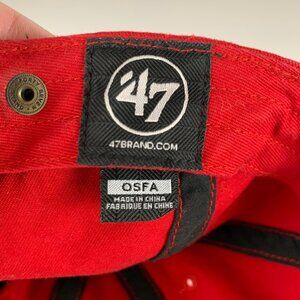 '47
47BRAND.COM
OSFA
MADE IN CHINA
FABRIQUÉ EN CHINE